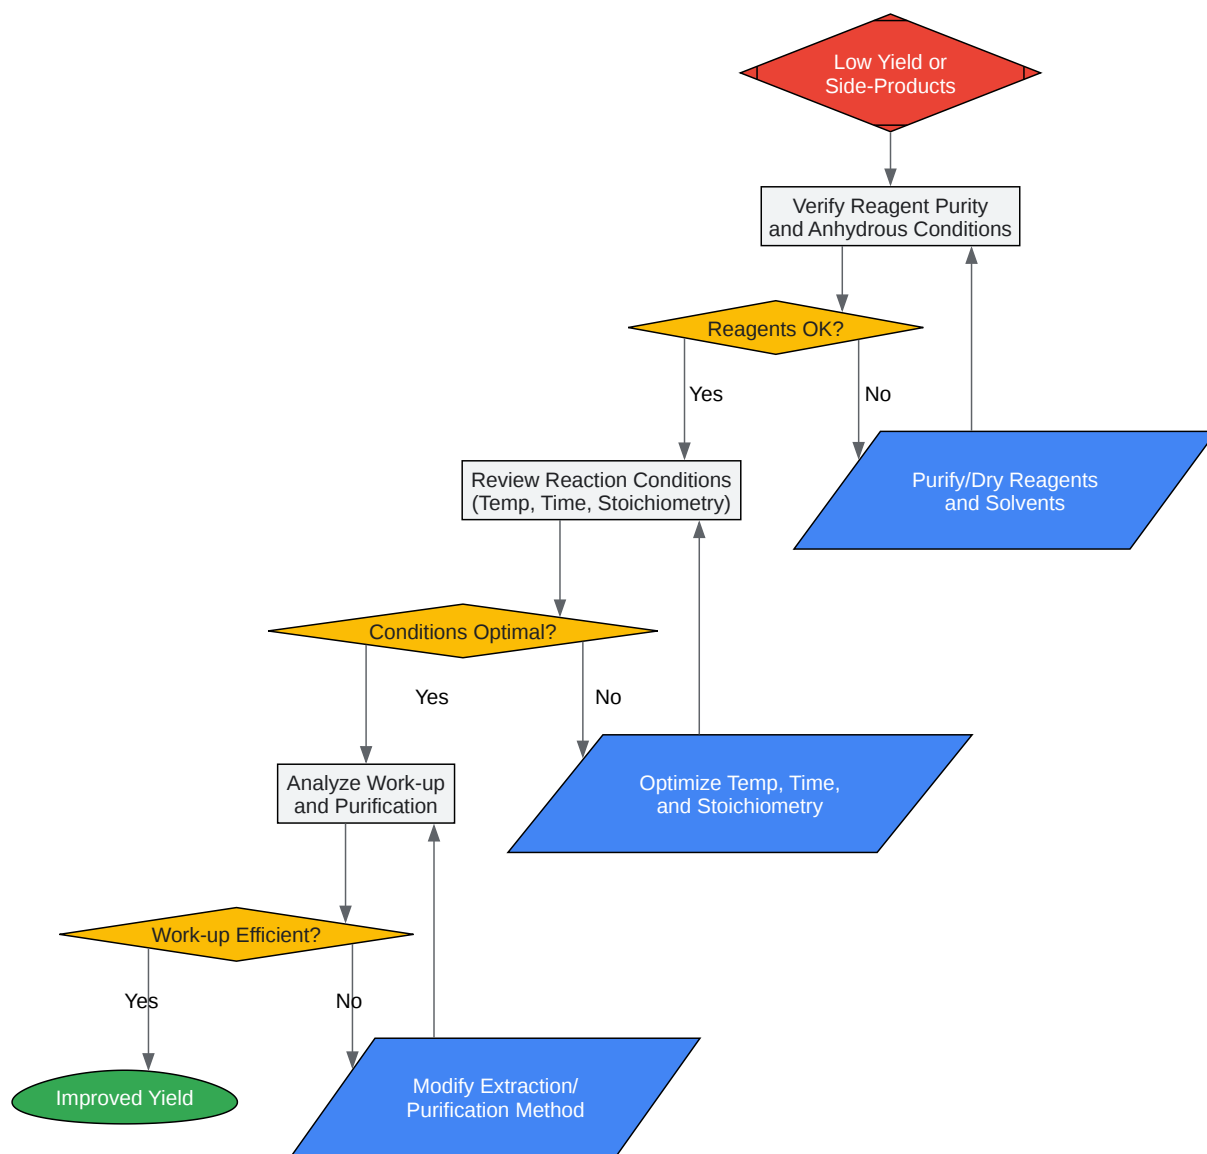 Low Yield or
Side-Products
Verify Reagent Purity
and Anhydrous Conditions
Reagents OK?
Yes
No
Review Reaction Conditions
(Temp, Time, Stoichiometry)
Purify/Dry Reagents
and Solvents
Conditions Optimal?
Yes
No
Analyze Work-up
and Purification
Optimize Temp, Time,
and Stoichiometry
Work-up Efficient?
Yes
No
Improved Yield
Modify Extraction/
Purification Method